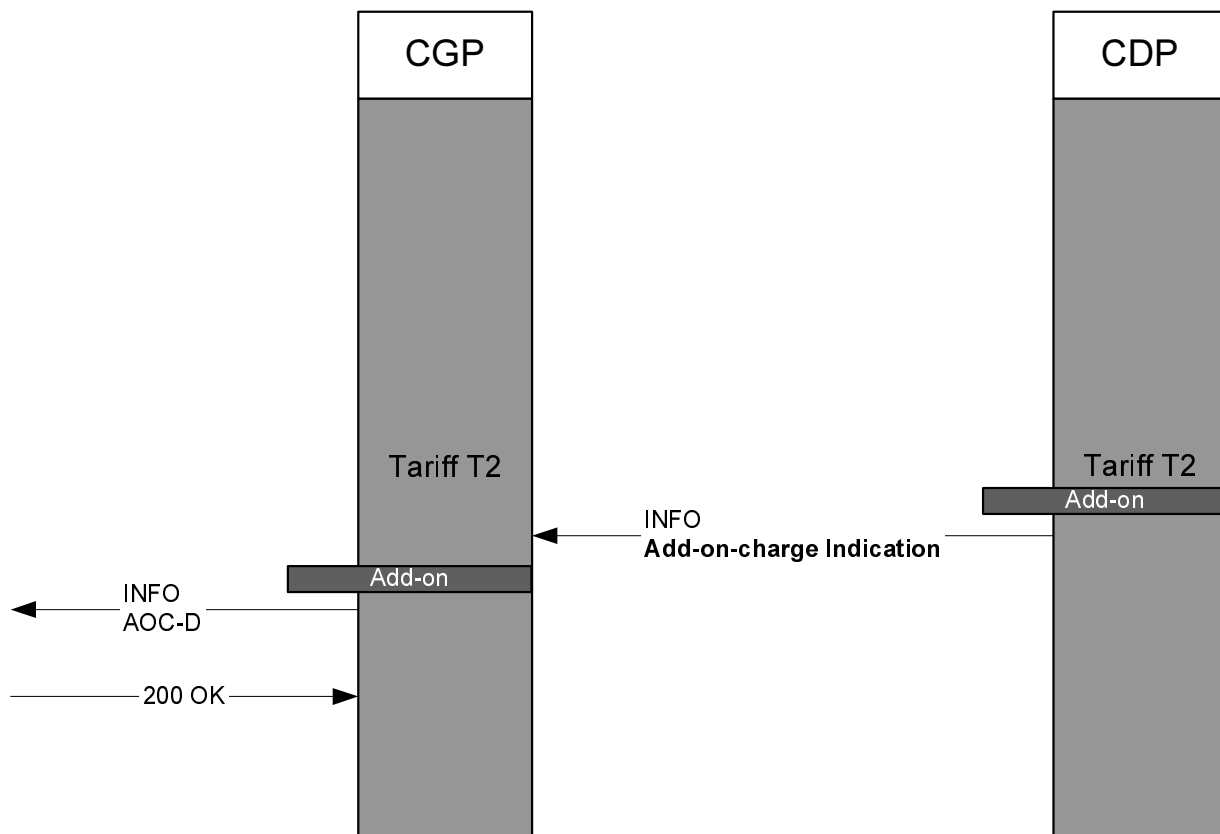 CGP
CDP
Tariff T2
Tariff T2
Add-on
INFO
Add-on-charge Indication
Add-on
INFO
AOC-D
200 OK